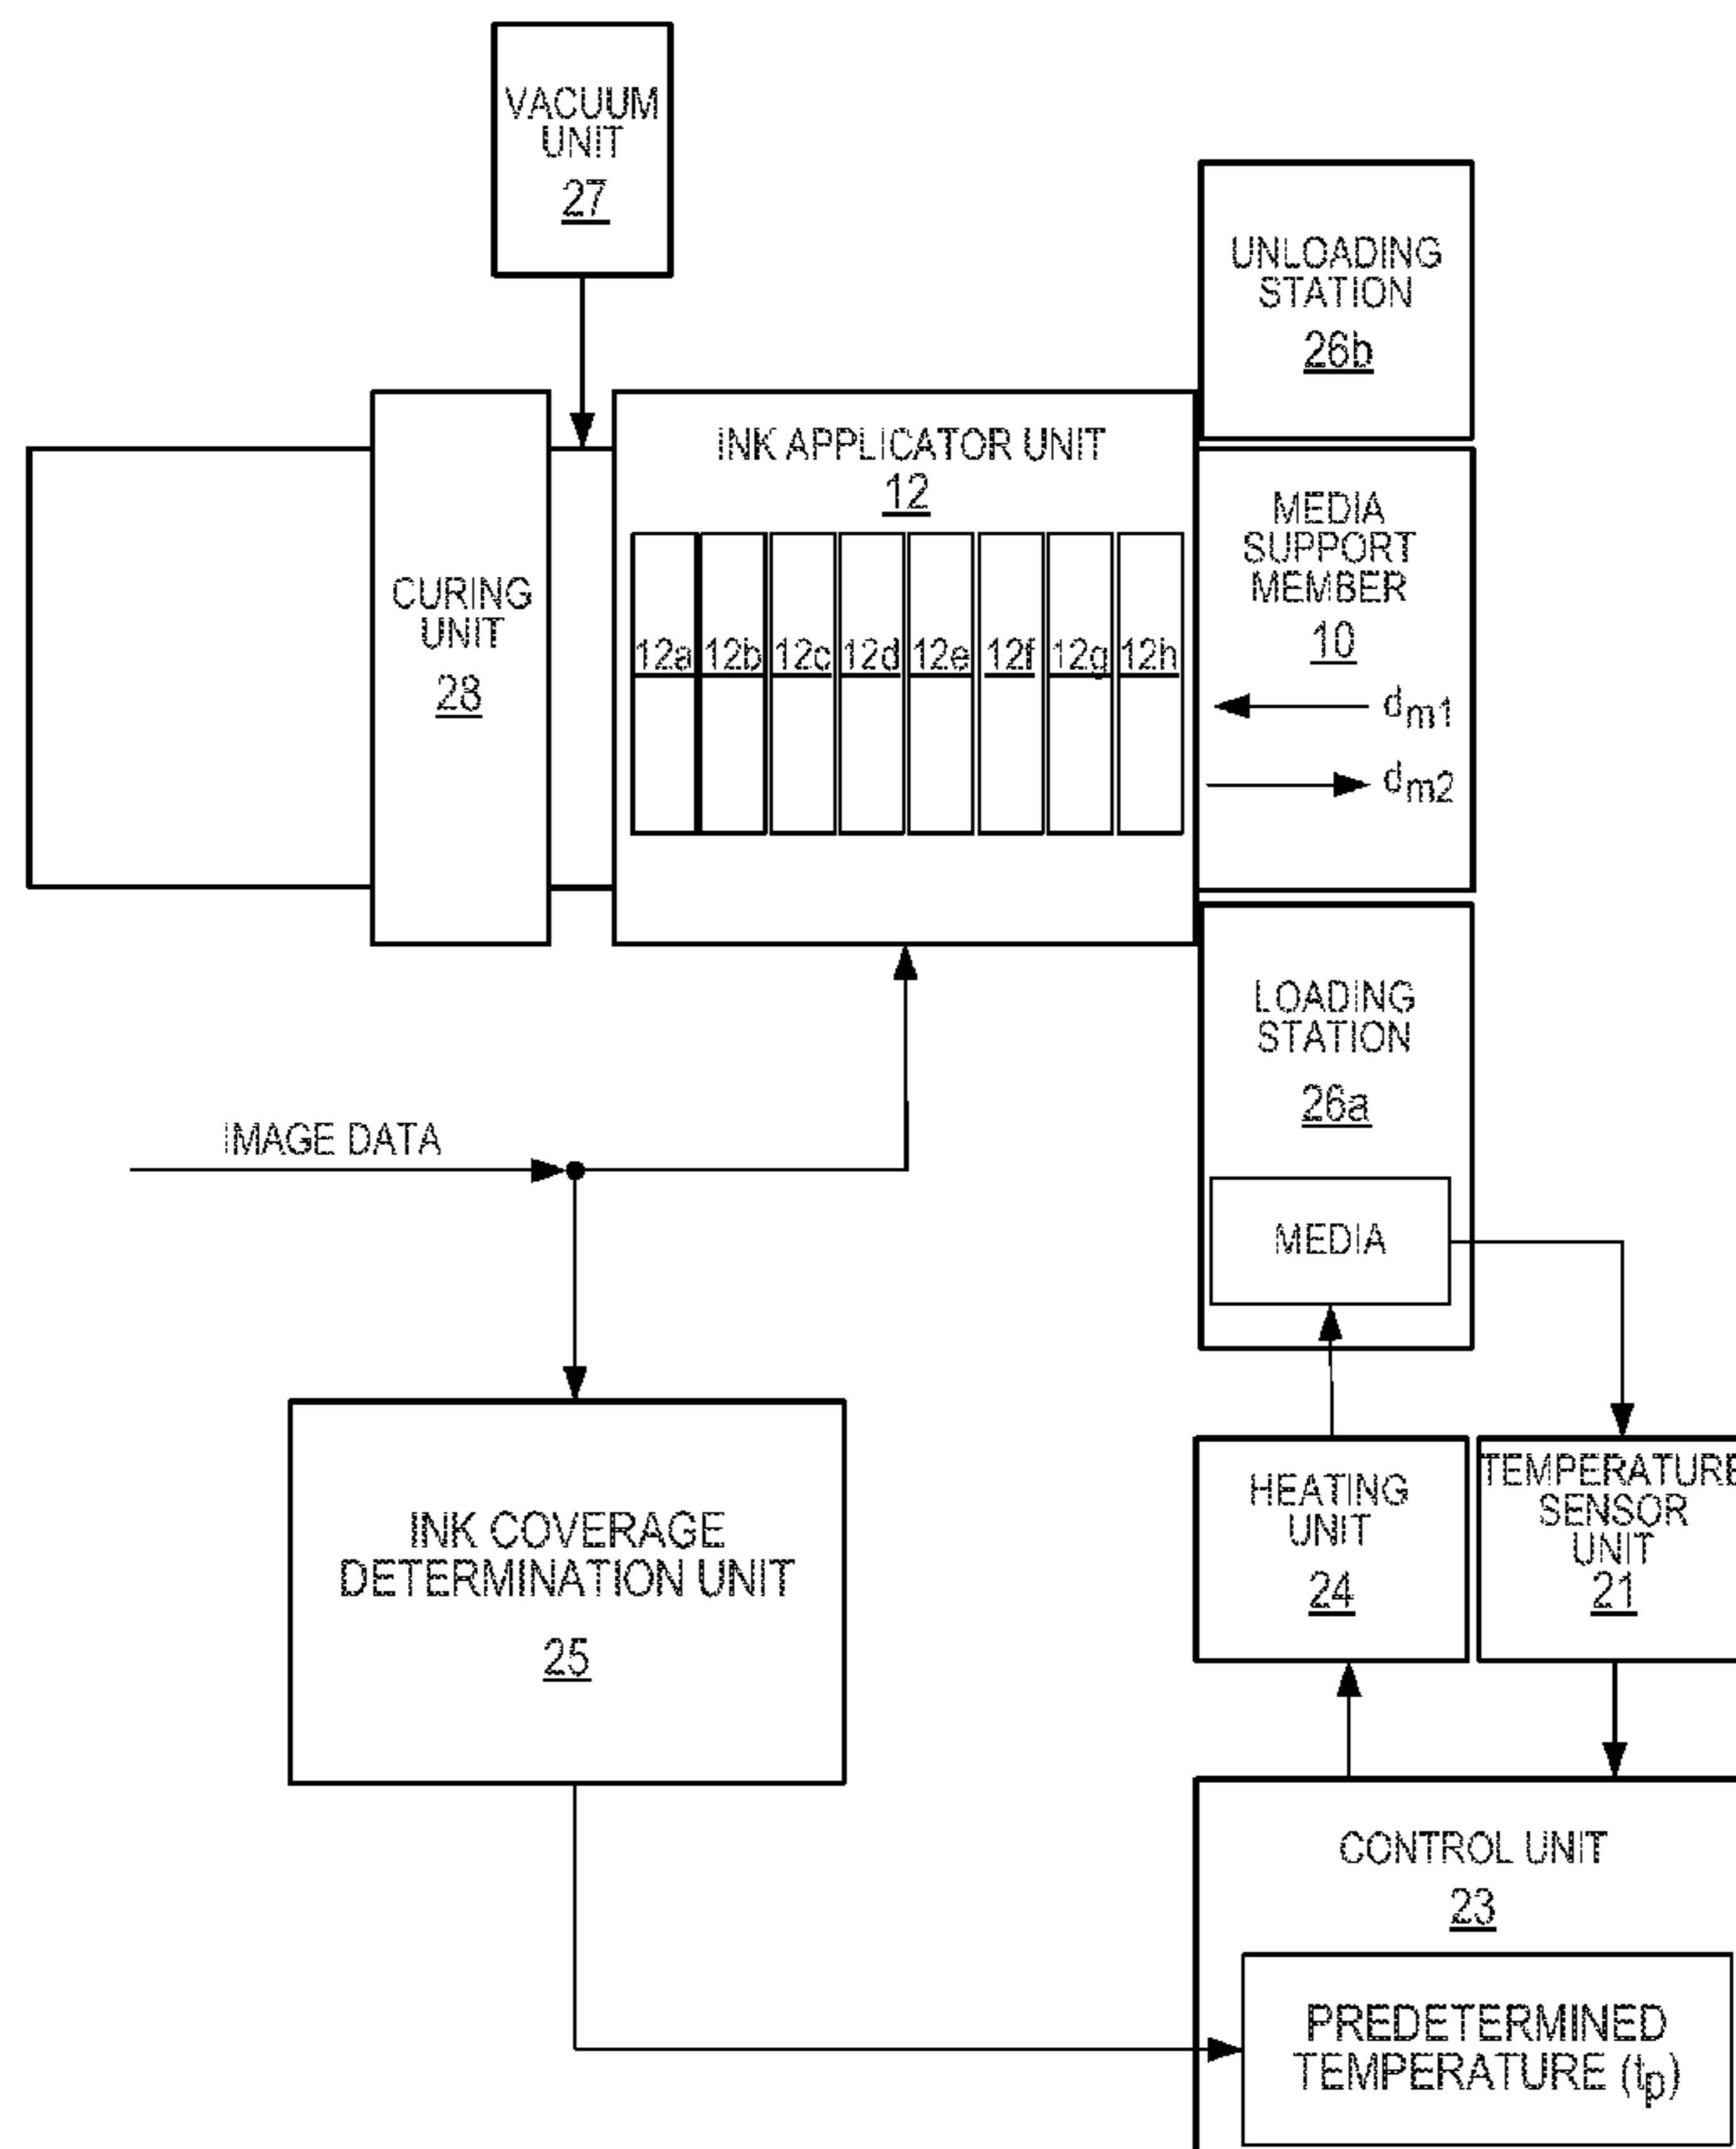 VACUUM
UNIT
27
UNLOADING
STATION
26b
INK APPLICATOR UNIT
12
MEDIA
SUPPORT
MEMBER
10
CURING
UNIT
28
12a 12b 12c 12d 12e 12f 12g 12h
dm1
dm2
LOADING
STATION
26a
IMAGE DATA
MEDIA
HEATING
UNIT
24
TEMPERATURE
SENSOR
UNIT
21
INK COVERAGE
DETERMINATION UNIT
25
CONTROL UNIT
23
PREDETERMINED
TEMPERATURE (tp)